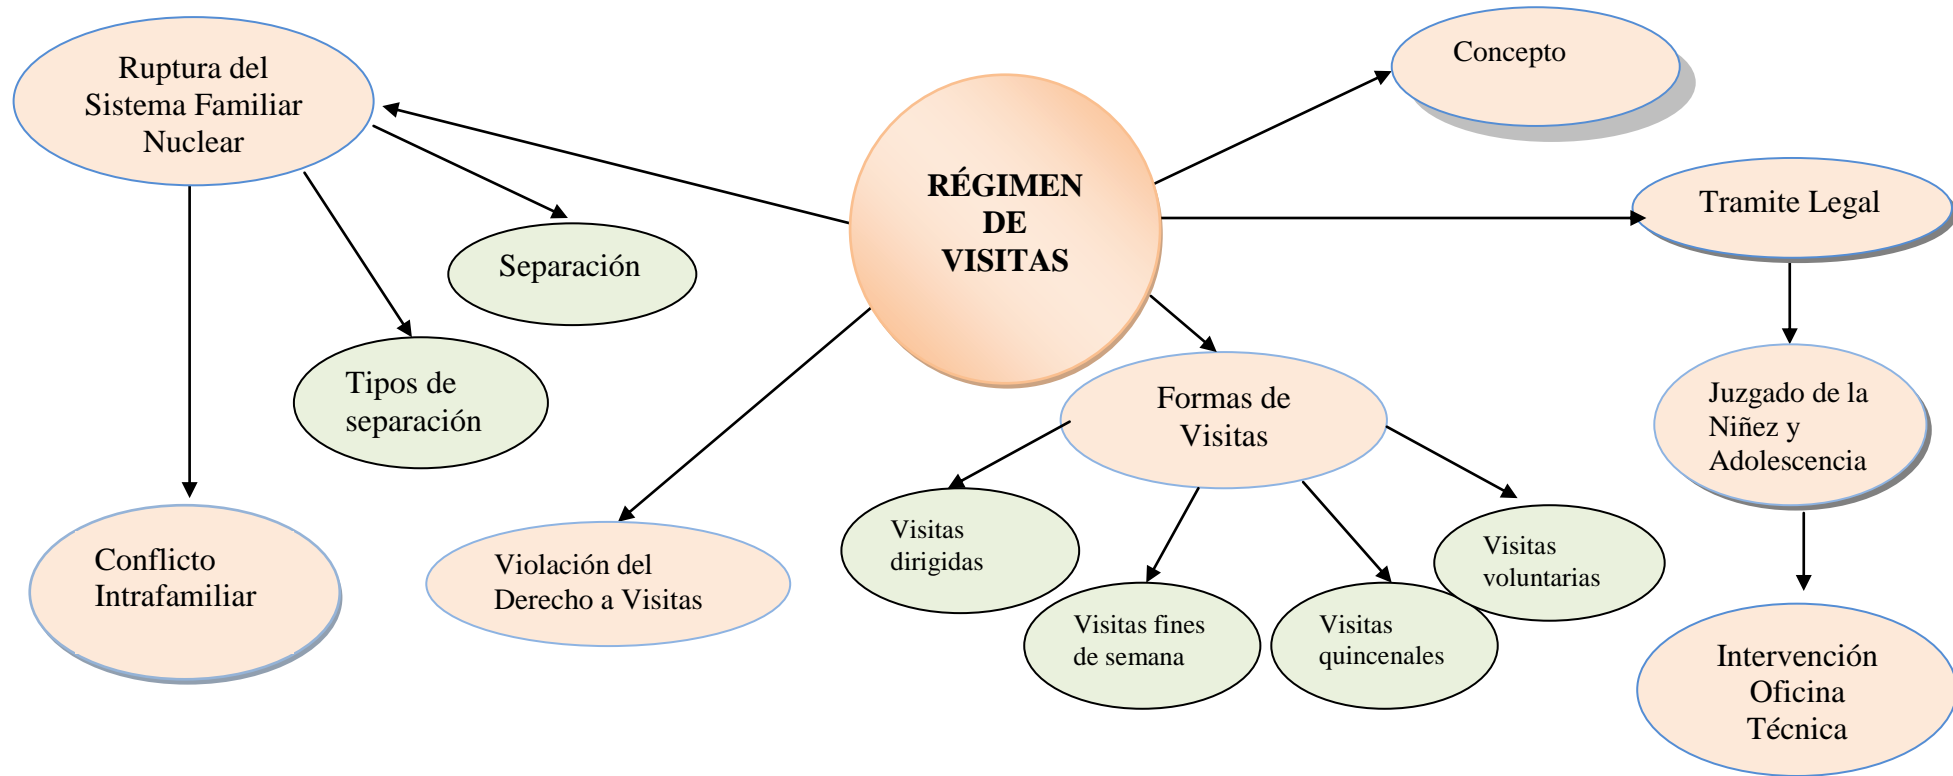 Ruptura del
Sistema Familiar
Nuclear
Concepto
RÉGIMEN
DE
VISITAS
Tramite Legal
Separación
Tipos de
separación
Formas de
Visitas
Juzgado de la
Niñez y
Adolescencia
Conflicto
Intrafamiliar
Violación del
Derecho a Visitas
Visitas
dirigidas
Visitas fines
de semana
Visitas
quincenales
Visitas
voluntarias
Intervención
Oficina
Técnica